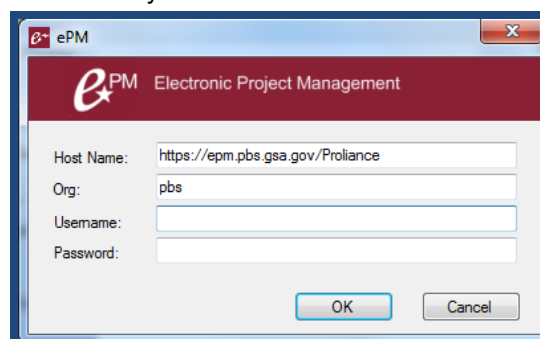 ePM
ePM Electronic Project Management
Host Name: https://epm.pbs.gsa.gov/Proliance
Org: pbs
Username:
Password:
OK Cancel